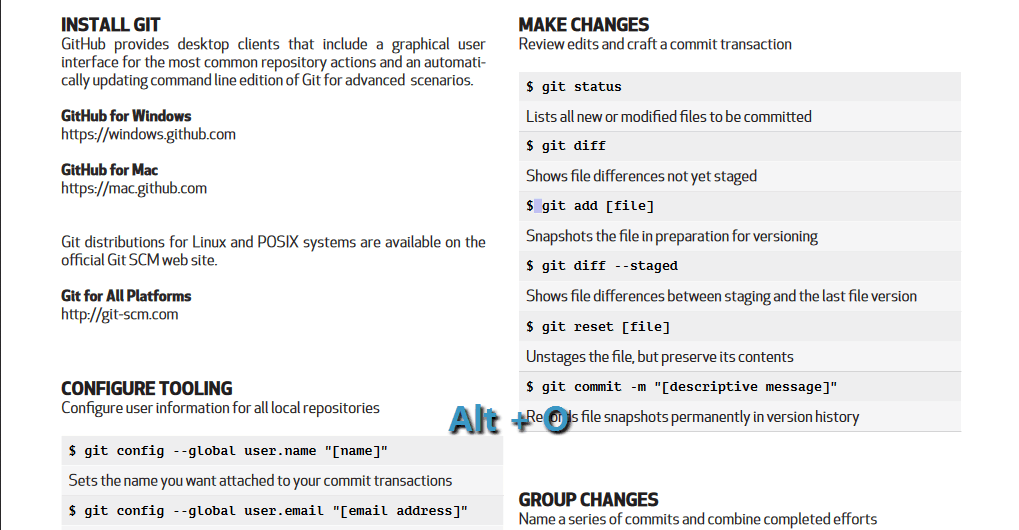 INSTALL GIT
GitHub provides desktop clients that include a graphical user
interface for the most common repository actions and an automati-
cally updating command line edition of Git for advanced scenarios.
GitHub for Windows
https://windows.github.com
GitHub for Mac
https://mac.github.com
Git distributions for Linux and POSIX systems are available on the
official Git SCM web site.
Git for All Platforms
http://git-scm.com
CONFIGURE TOOLING
Configure user information for all local repositories
$ git config --global user.name "[name]"
Sets the name you want attached to your commit transactions
$ git config --global user.email "[email address]"
MAKE CHANGES
Review edits and craft a commit transaction
$ git status
Lists all new or modified files to be committed
$ git diff
Shows file differences not yet staged
$ git add [file]
Snapshots the file in preparation for versioning
$ git diff --staged
Shows file differences between staging and the last file version
$ git reset [file]
Unstages the file, but preserve its contents
$ git commit -m "[descriptive message]"
Records file snapshots permanently in version history
Alt + O
GROUP CHANGES
Name a series of commits and combine completed efforts